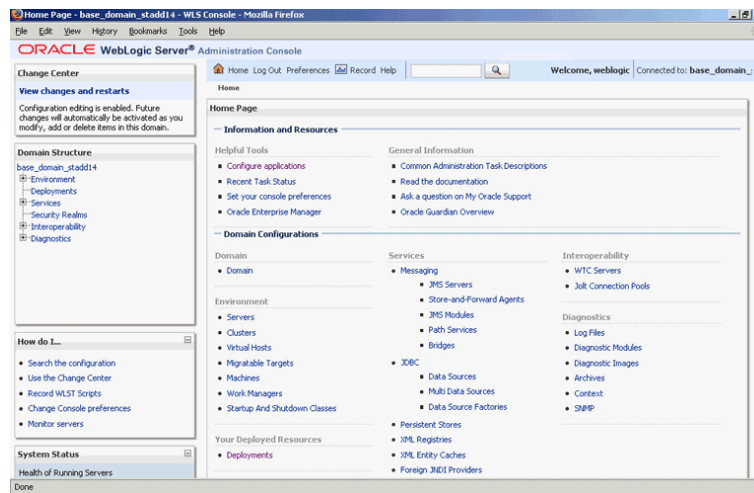 Home Page - base_domain_stadd14 - WLS Console - Mozilla Firefox
File Edit View History Bookmarks Tools Help
ORACLE WebLogic Server® Administration Console
Change Center
View changes and restarts
Configuration editing is enabled. Future
changes will automatically be activated as you
modify, add or delete items in this domain.
Domain Structure
base_domain_stadd14
Environment
Deployments
Services
Security Realms
Interoperability
Diagnostics
How do I...
Search the configuration
Use the Change Center
Record WLST Scripts
Change Console preferences
Monitor servers
System Status
Health of Running Servers
Home Log Out Preferences Record Help
Welcome, weblogic Connected to: base_domain_
Home
Home Page
Information and Resources
Helpful Tools
Configure applications
Recent Task Status
Set your console preferences
Oracle Enterprise Manager
General Information
Common Administration Task Descriptions
Read the documentation
Ask a question on My Oracle Support
Oracle Guardian Overview
Domain Configurations
Domain
Domain
Environment
Servers
Clusters
Virtual Hosts
Migratable Targets
Machines
Work Managers
Startup And Shutdown Classes
Your Deployed Resources
Deployments
Services
Messaging
JMS Servers
Store-and-Forward Agents
JMS Modules
Path Services
Bridges
JDBC
Data Sources
Multi Data Sources
Data Source Factories
Persistent Stores
XML Registries
XML Entity Caches
Foreign JNDI Providers
Interoperability
WTC Servers
Jolt Connection Pools
Diagnostics
Log Files
Diagnostic Modules
Diagnostic Images
Archives
Context
SNMP
Done